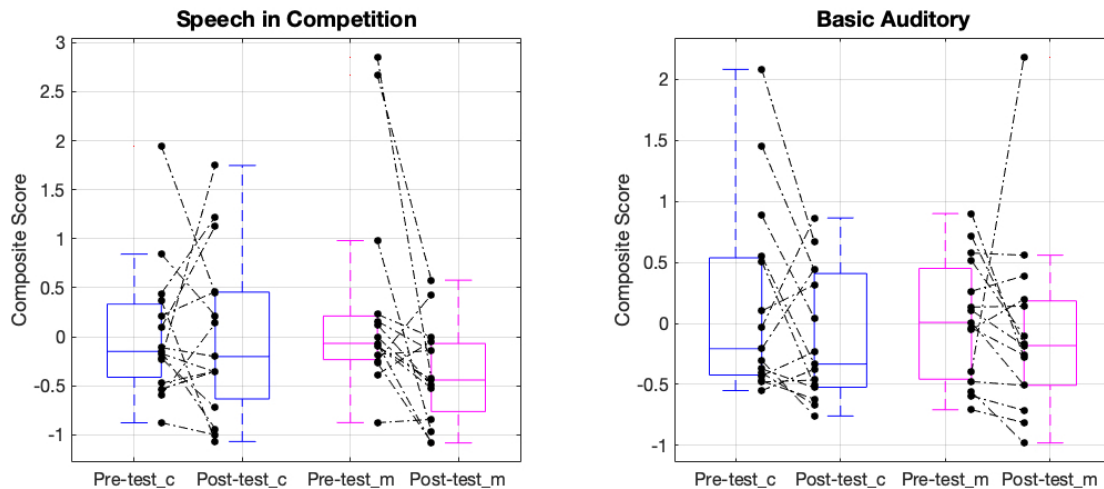 Speech in Competition
Composite Score
3
2.5
2
1.5
1
0.5
0
-0.5
-1
Pre-test_c Post-test_c Pre-test_m Post-test_m
Basic Auditory
Composite Score
2
1.5
1
0.5
0
-0.5
-1
Pre-test_c Post-test_c Pre-test_m Post-test_m